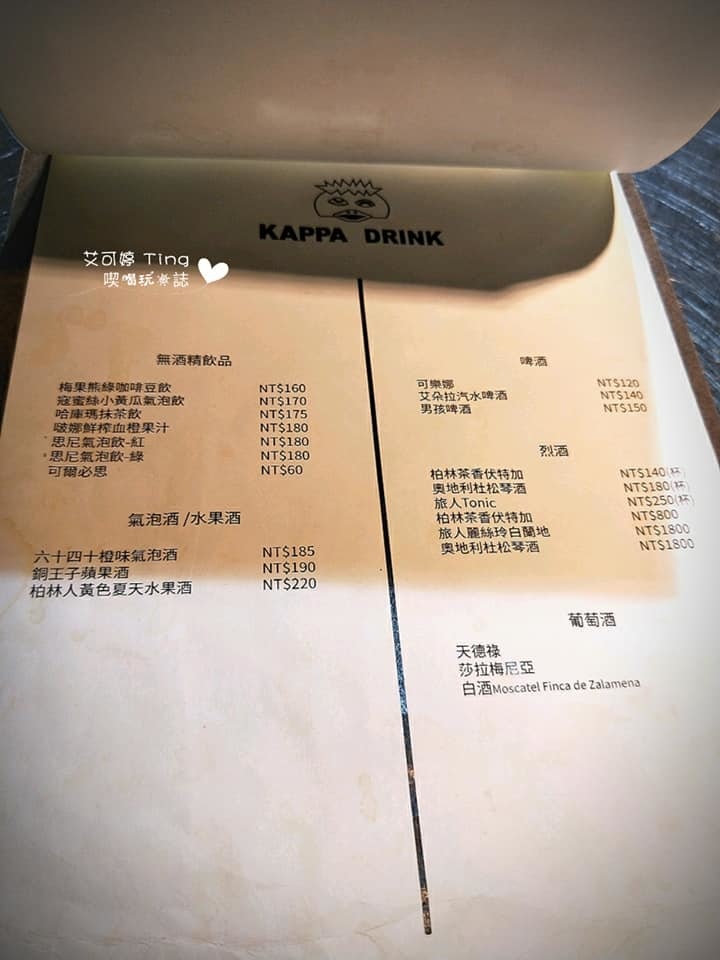 KAPPA DRINK
艾可婷 Ting
喫喝玩樂誌
無酒精飲品
梅果熊綠咖啡豆飲 NT$160
寇蜜絲小黃瓜氣泡飲 NT$170
哈庫瑪抹茶飲 NT$175
啵娜鮮榨血橙果汁 NT$180
思尼氣泡飲-紅 NT$180
思尼氣泡飲-綠 NT$180
可爾必思 NT$60
氣泡酒/水果酒
六十四十橙味氣泡酒 NT$185
銅王子蘋果酒 NT$190
柏林人黃色夏天水果酒 NT$220
啤酒
可樂娜 NT$120
艾朵拉汽水啤酒 NT$140
男孩啤酒 NT$150
烈酒
柏林茶香伏特加 NT$140(杯)
奧地利杜松琴酒 NT$180(杯)
旅人Tonic NT$250(杯)
柏林茶香伏特加 NT$800
旅人麗絲玲白蘭地 NT$1800
奧地利杜松琴酒 NT$1800
葡萄酒
天德祿
莎拉梅尼亞
白酒Moscatel Finca de Zalamena